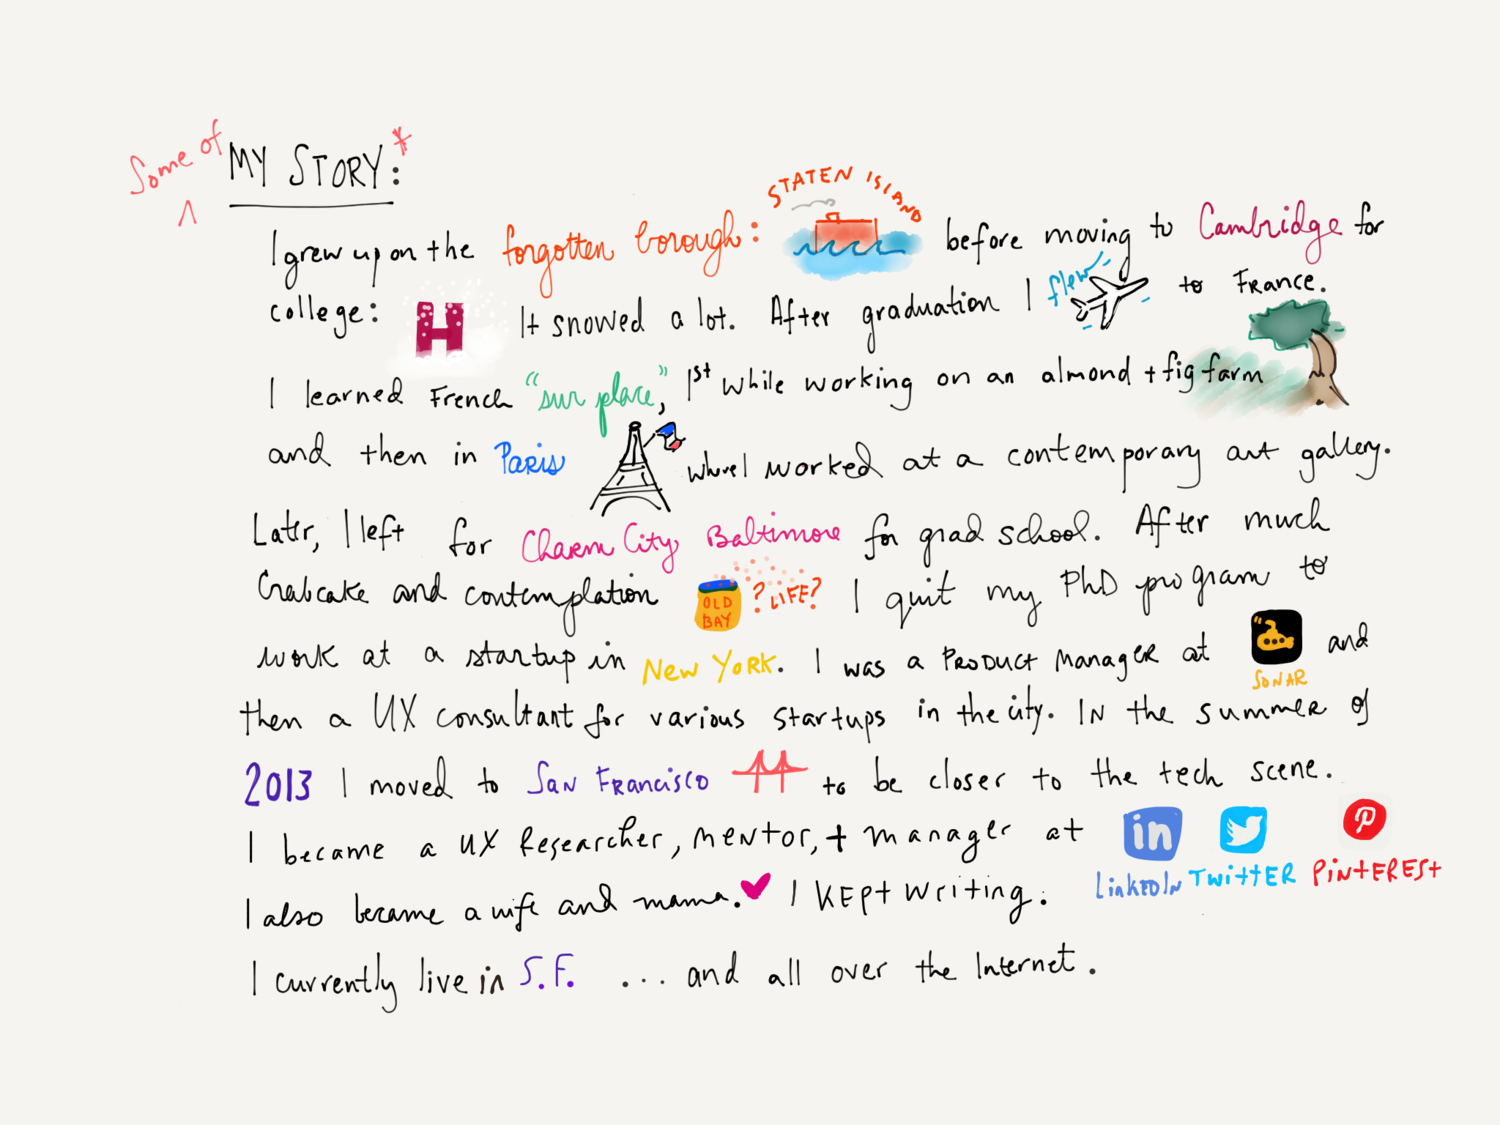 Some of MY STORY:*
I grew up on the forgotten borough: STATEN ISLAND before moving to Cambridge for
college: H It snowed a lot. After graduation I flew to France.
I learned French "sur place", 1st while working on an almond + fig farm
and then in Paris where I worked at a contemporary art gallery.
Later, I left for Charm City, Baltimore for grad school. After much
Crabcake and contemplation OLD BAY ? LIFE? I quit my PhD program to
work at a startup in New York. I was a Product Manager at SONAR and
then a UX consultant for various startups in the city. In the summer of
2013 I moved to San Francisco to be closer to the tech scene.
I became a UX Researcher, mentor, + manager at in LinkedIn TWITTER P PINTEREST
I also became a wife and mama. I kept writing.
I currently live in S.F. ... and all over the Internet.